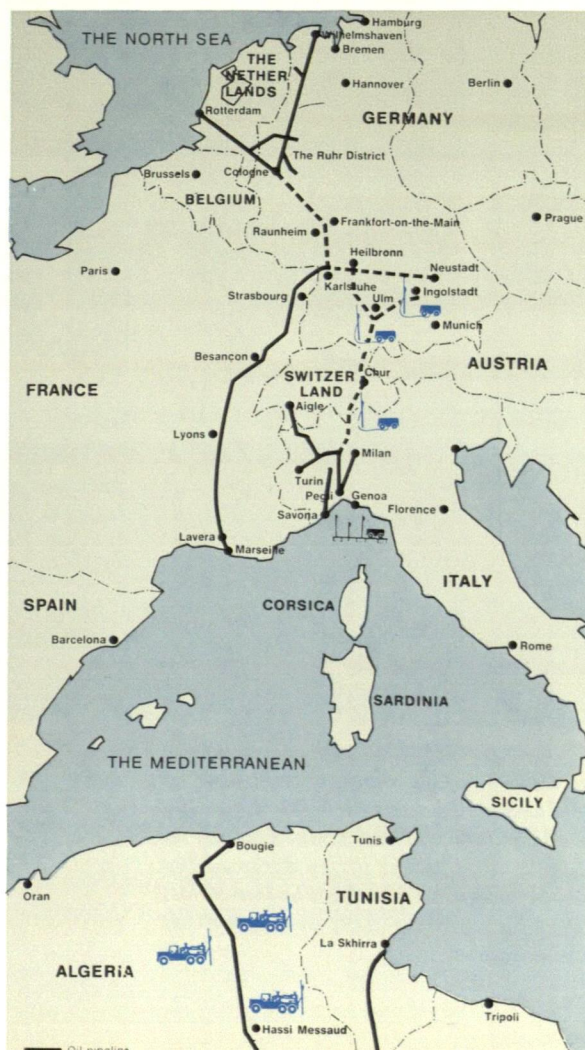 Hamburg
THE NORTH SEA
Wilhelmshaven
Bremen
THE
NETHER
LANDS
Hannover
Berlin
Rotterdam
GERMANY
The Ruhr District
Brussels
Cologne
BELGIUM
Frankfort-on-the-Main
Prague
Raunheim
Heilbronn
Paris
Neustadt
Karlsruhe
Strasbourg
Ingolstadt
Ulm
Munich
Besançon
AUSTRIA
SWITZER
LAND
Chur
FRANCE
Aigle
Lyons
Milan
Turin
Pegli
Genoa
Savona
Florence
Lavera
Marseille
ITALY
SPAIN
CORSICA
Barcelona
Rome
SARDINIA
THE MEDITERRANEAN
SICILY
Bougie
Tunis
Oran
TUNISIA
La Skhirra
ALGERiA
Tripoli
Hassi Messaud
Oil pipeline